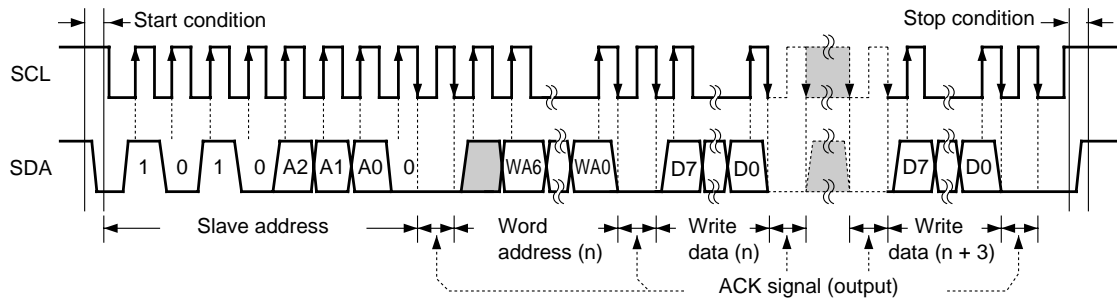 Start condition
Stop condition
SCL
SDA
1 0 1 0 A2 A1 A0 0 WA6 WA0 D7 D0 D7 D0
Slave address
Word
address (n)
Write
data (n)
Write
data (n + 3)
ACK signal (output)